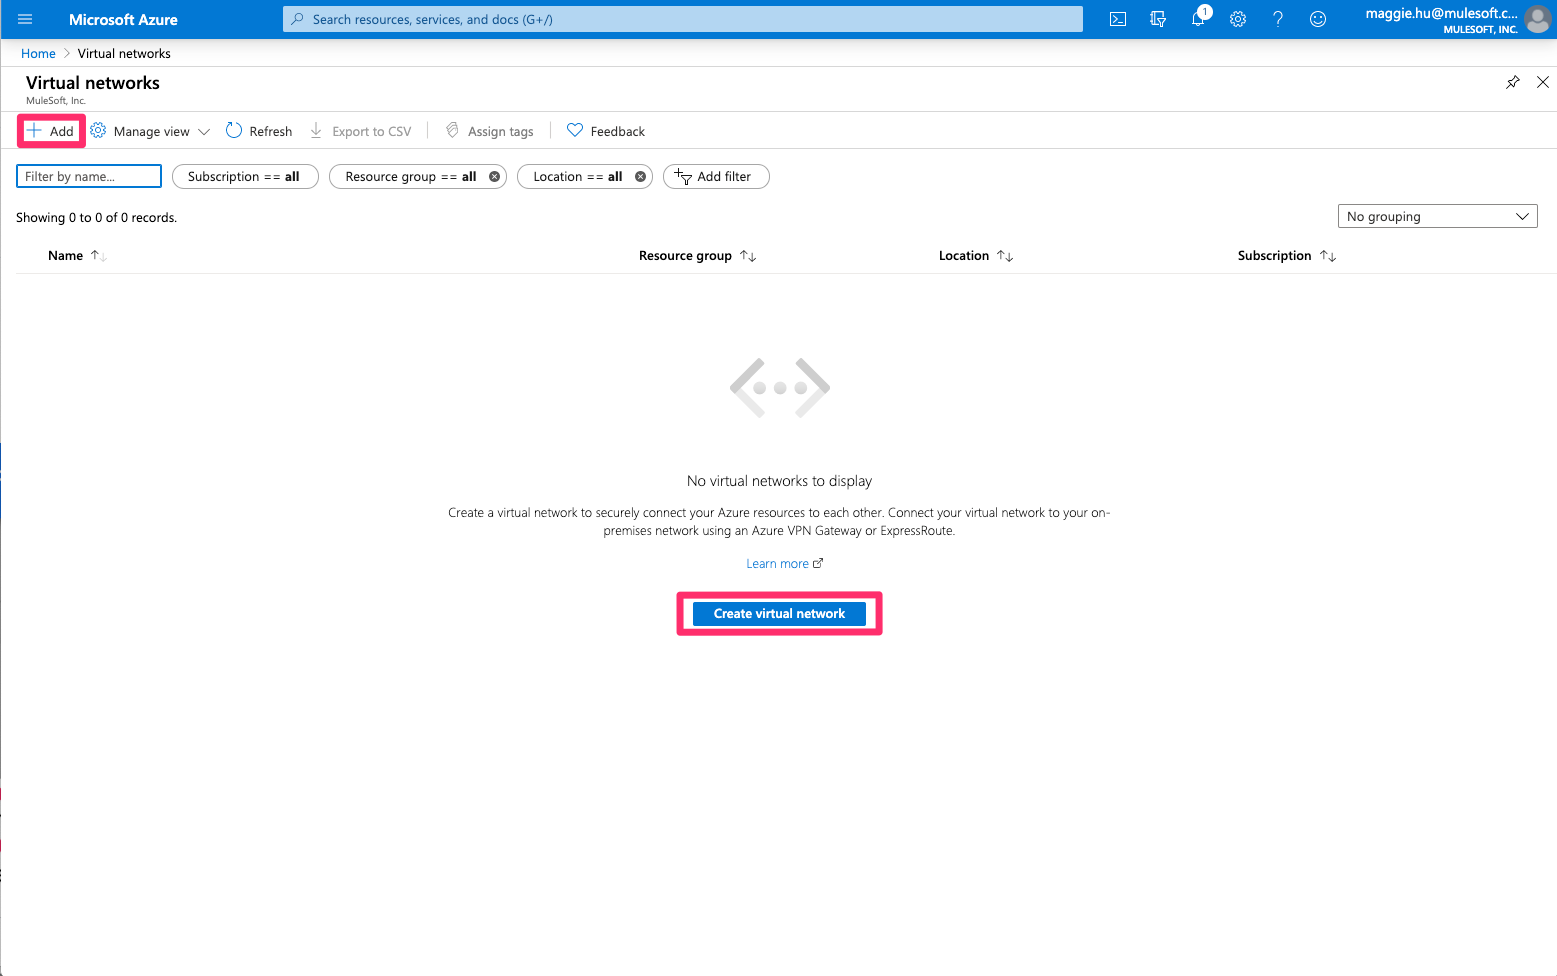 Microsoft Azure
Search resources, services, and docs (G+/)
1
maggie.hu@mulesoft.c...
MULESOFT, INC.
Home > Virtual networks
Virtual networks
MuleSoft, Inc.
Add
Manage view
Refresh
Export to CSV
Assign tags
Feedback
Filter by name...
Subscription == all
Resource group == all
Location == all
Add filter
Showing 0 to 0 of 0 records.
No grouping
Name
Resource group
Location
Subscription
No virtual networks to display
Create a virtual network to securely connect your Azure resources to each other. Connect your virtual network to your on-
premises network using an Azure VPN Gateway or ExpressRoute.
Learn more
Create virtual network